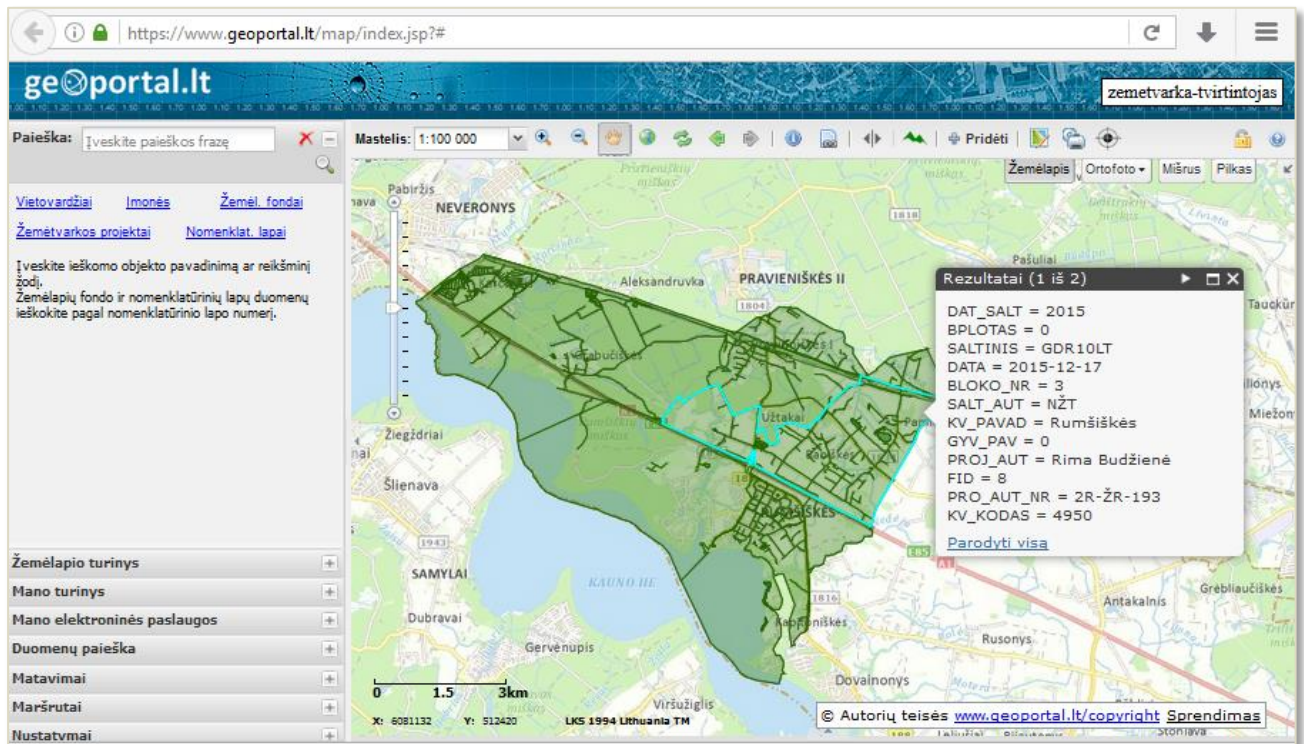 https://www.geoportal.lt/map/index.jsp?#
geoportal.lt
zemetvarka-tvirtintojas
Paieška: Įveskite paieškos frazę
Mastelis: 1:100 000
Pridėti
Žemėlapis Ortofoto Mišrus Pilkas
Vietovardžiai Įmonės Žemėl. fondai
Žemėtvarkos projektai Nomenklat. lapai
Įveskite ieškomo objekto pavadinimą ar reikšminį
žodį.
Žemėlapių fondo ir nomenklatūrinių lapų duomenų
ieškokite pagal nomenklatūrinio lapo numerį.
Pabiržis
NEVERONYS
1818
Pašuliai
Aleksandruvka
PRAVIENIŠKĖS II
1804
Rezultatai (1 iš 2)
DAT_SALT = 2015
BPLOTAS = 0
SALTINIS = GDR10LT
DATA = 2015-12-17
BLOKO_NR = 3
SALT_AUT = NŽT
KV_PAVAD = Rumšiškės
GYV_PAV = 0
PROJ_AUT = Rima Budžienė
FID = 8
PRO_AUT_NR = 2R-ŽR-193
KV_KODAS = 4950
Parodyti visą
Užtakai
Žiegždriai
Šlienava
1943
SAMYLAI
KAUNO HE
Dubravai
Gervėnupis
E85
A1
1816
Antakalnis
Grėbliaučiškės
Rusonys
Dovainonys
Viršužiglis
Žemėlapio turinys
Mano turinys
Mano elektroninės paslaugos
Duomenų paieška
Matavimai
Maršrutai
Nustatymai
0 1.5 3km
X: 6081132 Y: 512420 LKS 1994 Lithuania TM
© Autorių teisės www.geoportal.lt/copyright Sprendimas